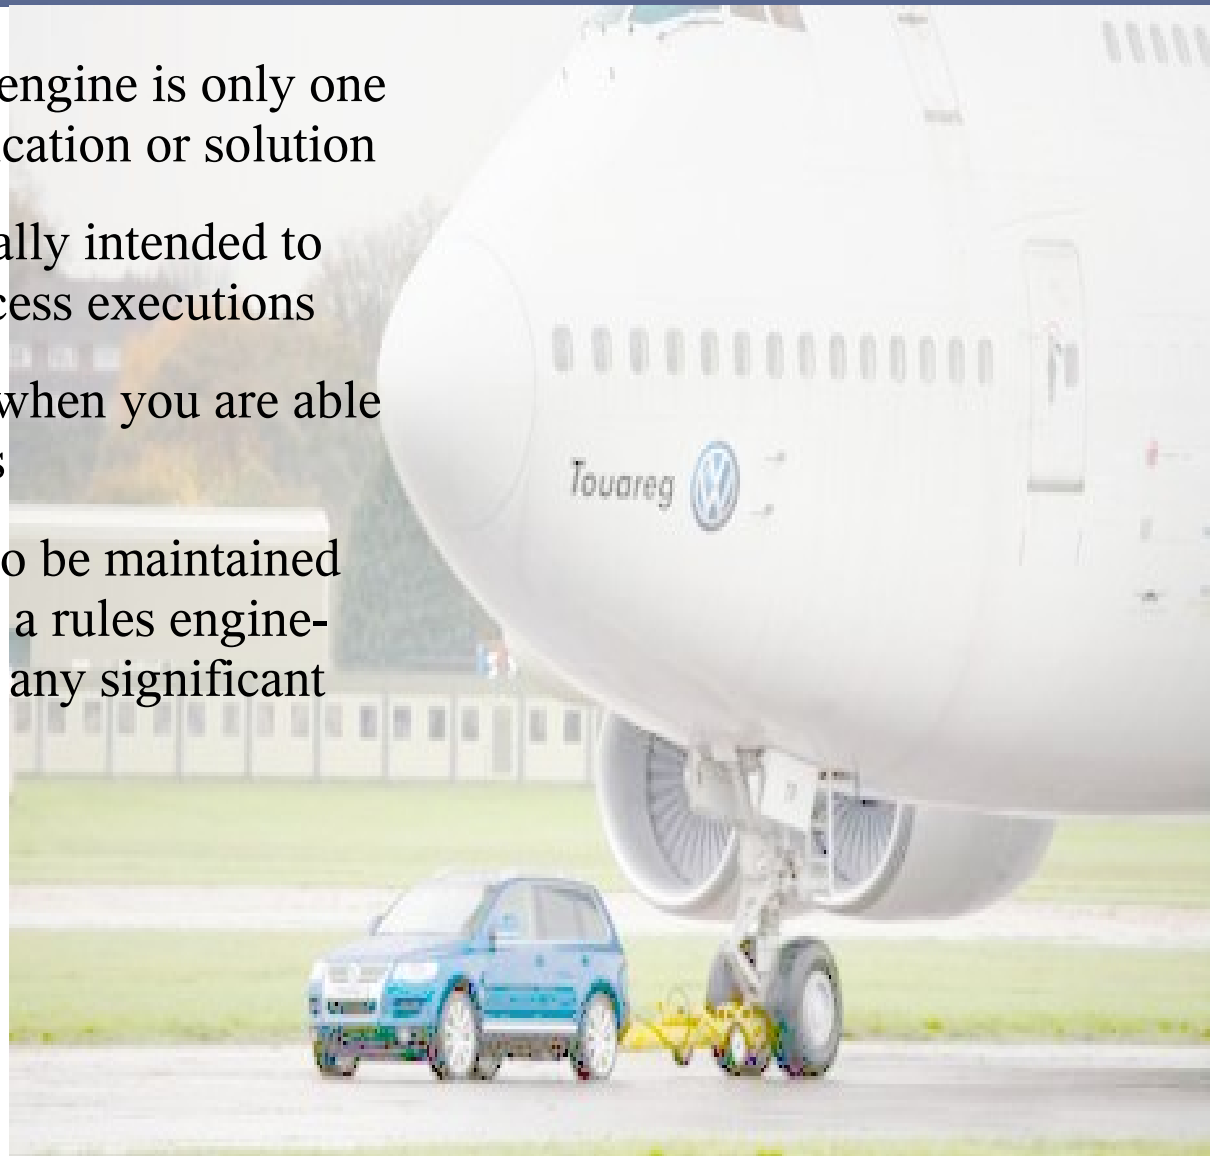 engine is only one
cation or solution
ally intended to
cess executions
when you are able
s
o be maintained
a rules engine-
any significant
Touareg